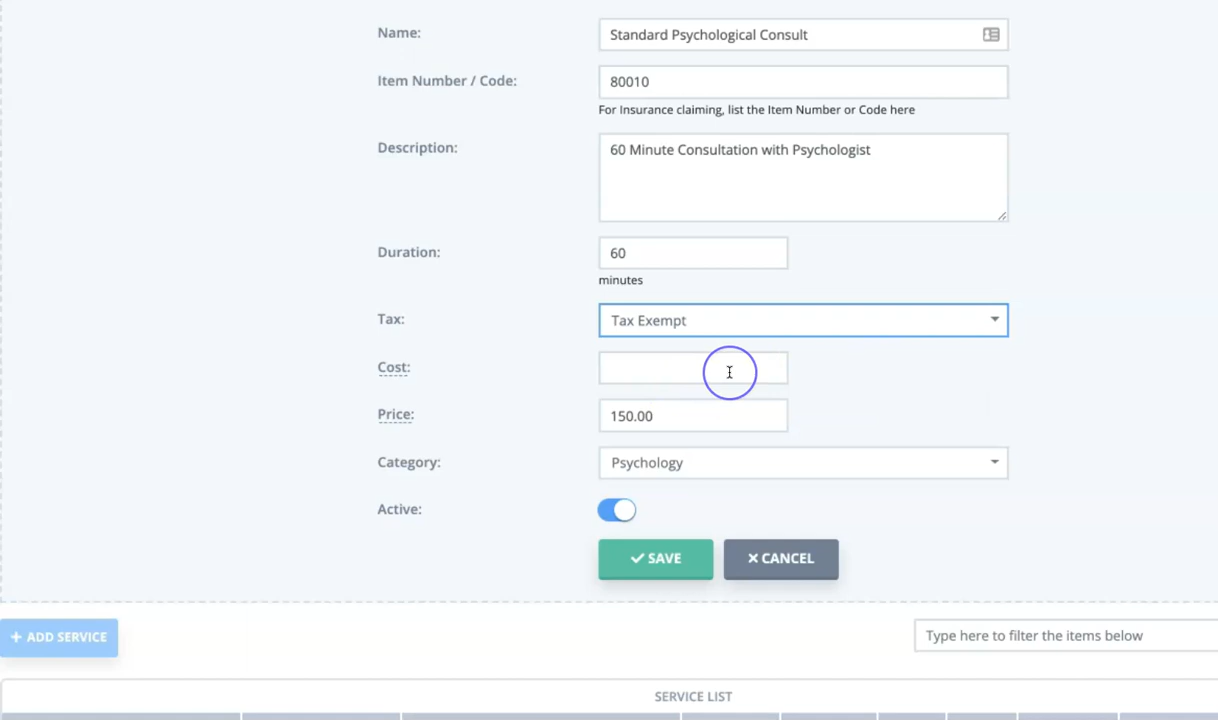 Name: Standard Psychological Consult
Item Number / Code: 80010
For Insurance claiming, list the Item Number or Code here
Description: 60 Minute Consultation with Psychologist
Duration: 60
minutes
Tax: Tax Exempt
Cost:
Price: 150.00
Category: Psychology
Active:
SAVE CANCEL
+ ADD SERVICE Type here to filter the items below
SERVICE LIST